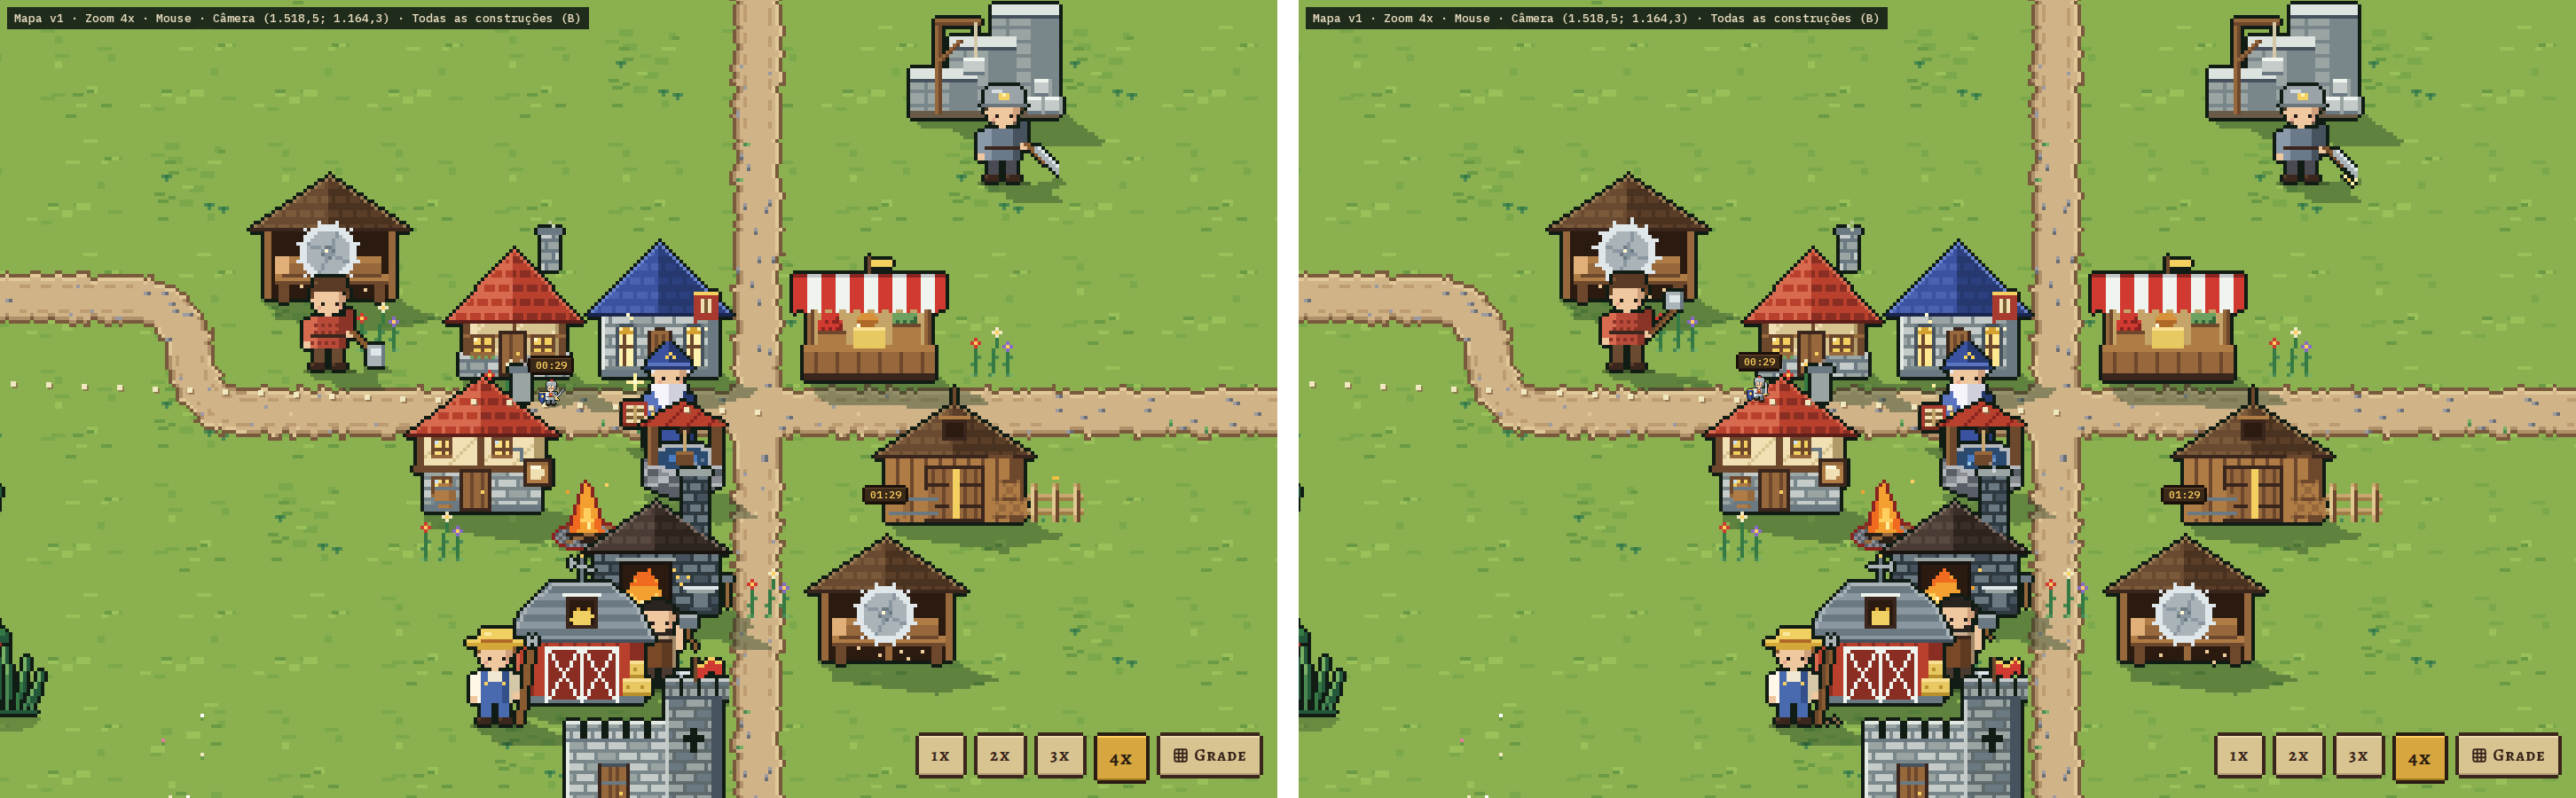 Mapa v1 · Zoom 4x · Mouse · Câmera (1.518,5; 1.164,3) · Todas as construções (B)
00:29
01:29
1X 2X 3X 4X GRADE
Mapa v1 · Zoom 4x · Mouse · Câmera (1.518,5; 1.164,3) · Todas as construções (B)
00:29
01:29
1X 2X 3X 4X GRADE